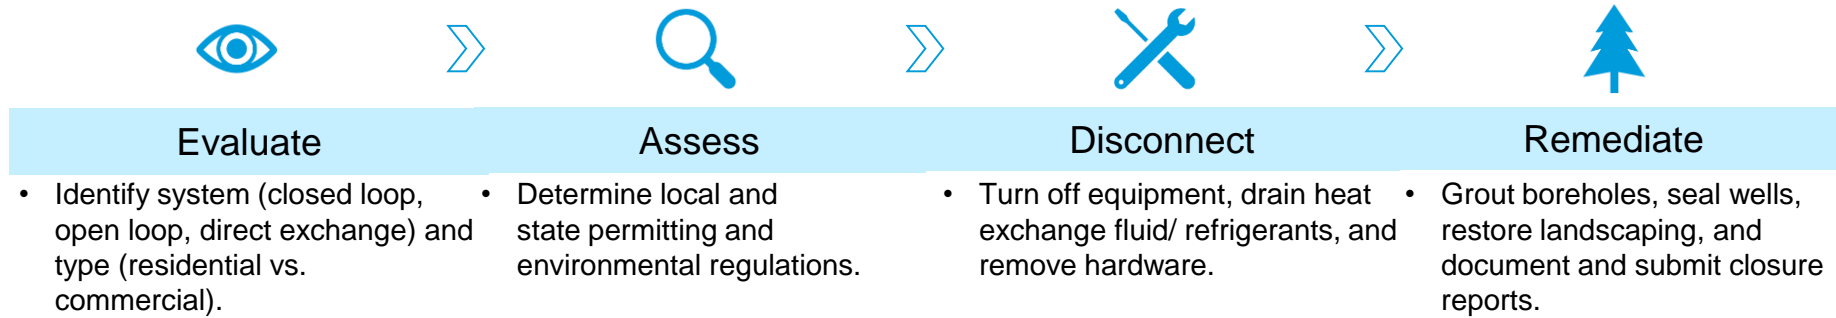 Evaluate
• Identify system (closed loop,
open loop, direct exchange) and
type (residential vs.
commercial).
Assess
• Determine local and
state permitting and
environmental regulations.
Disconnect
• Turn off equipment, drain heat
exchange fluid/ refrigerants, and
remove hardware.
Remediate
• Grout boreholes, seal wells,
restore landscaping, and
document and submit closure
reports.